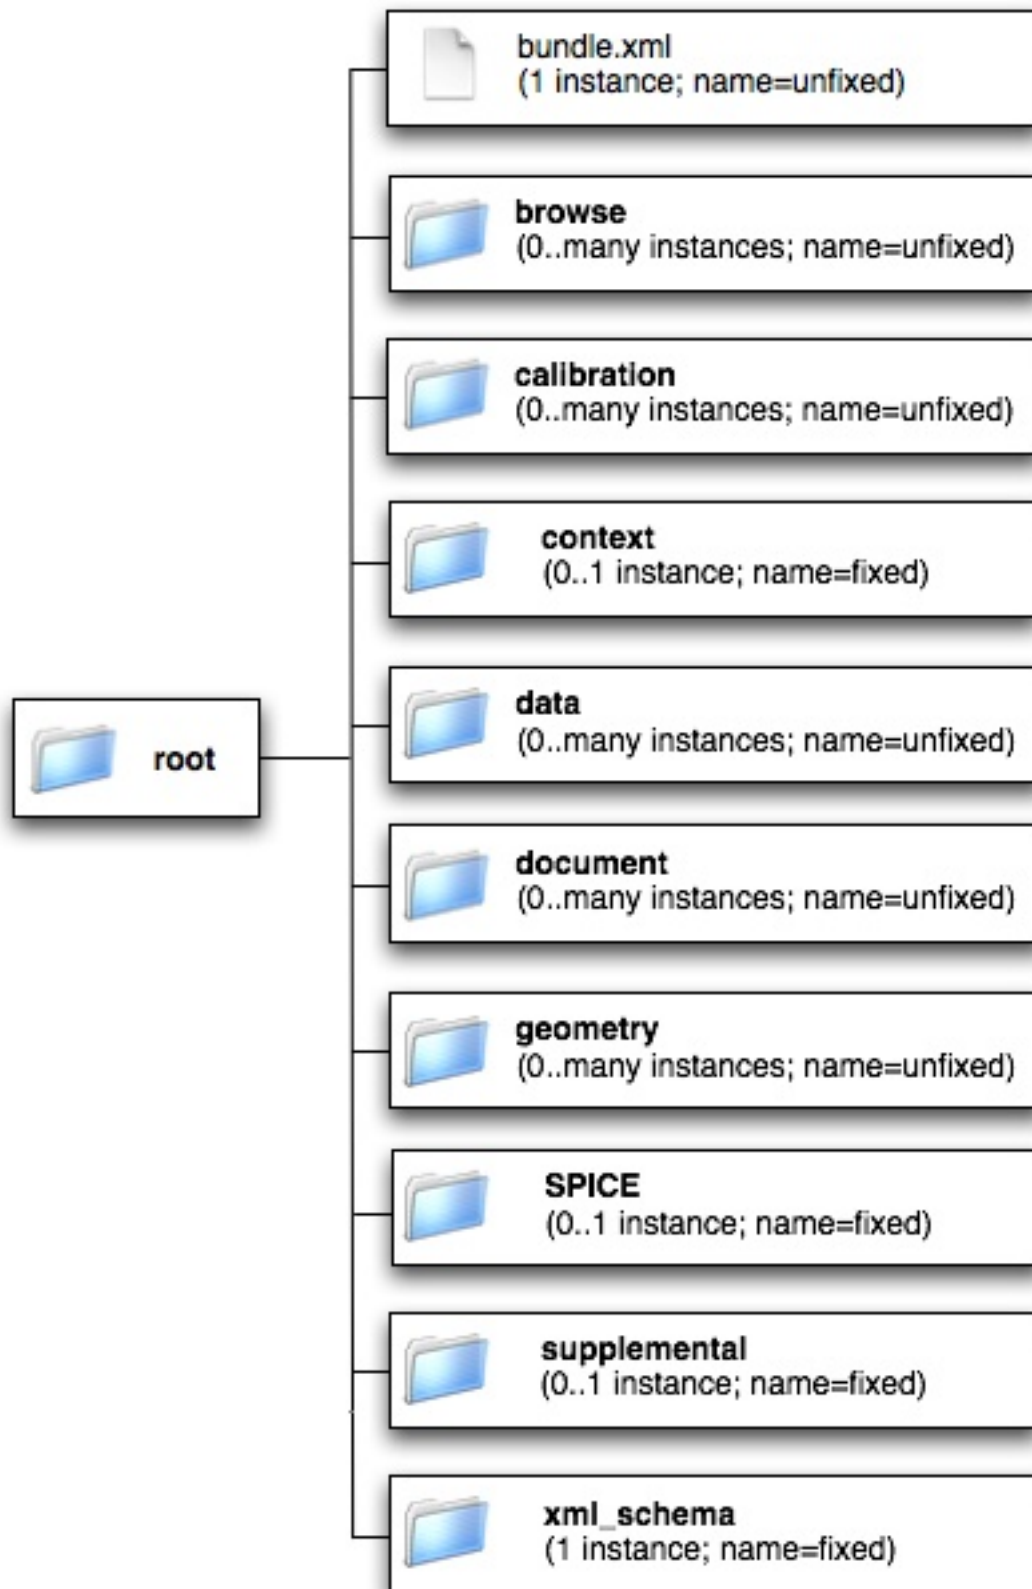 bundle.xml
(1 instance; name=unfixed)
browse
(0..many instances; name=unfixed)
calibration
(0..many instances; name=unfixed)
context
(0..1 instance; name=fixed)
data
(0..many instances; name=unfixed)
root
document
(0..many instances; name=unfixed)
geometry
(0..many instances; name=unfixed)
SPICE
(0..1 instance; name=fixed)
supplemental
(0..1 instance; name=fixed)
xml_schema
(1 instance; name=fixed)